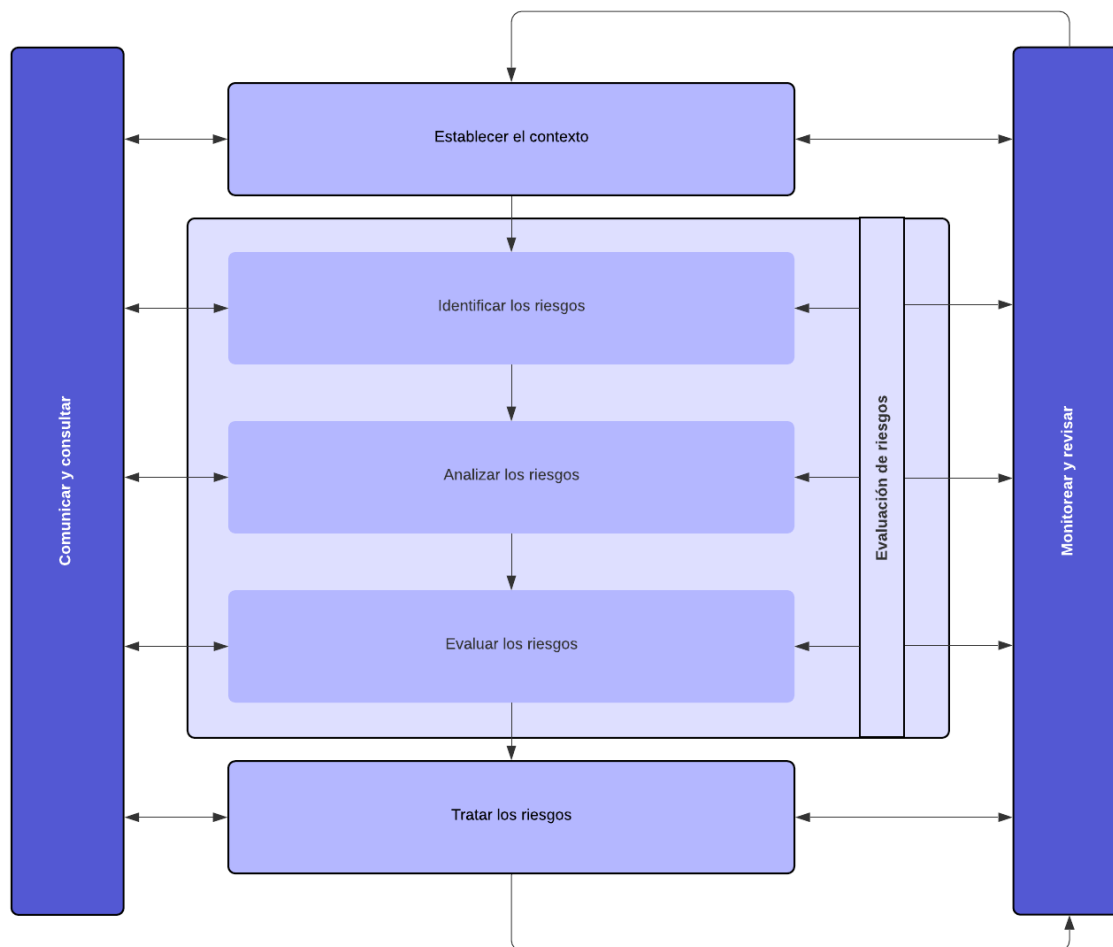 Establecer el contexto
Identificar los riesgos
Analizar los riesgos
Evaluar los riesgos
Tratar los riesgos
Comunicar y consultar
Evaluación de riesgos
Monitorear y revisar